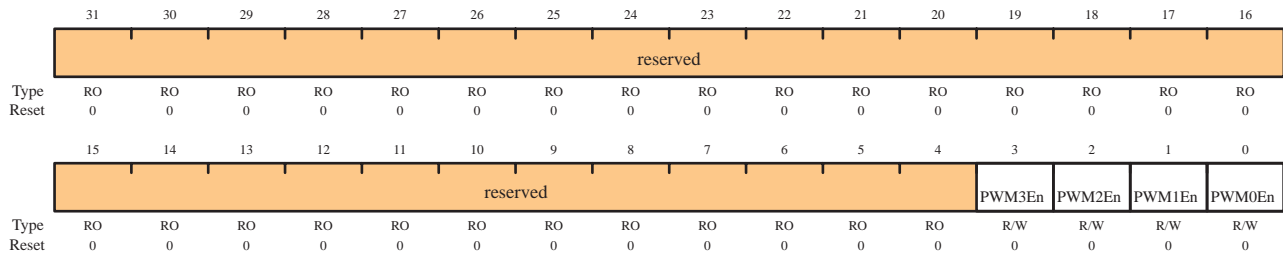 31 30 29 28 27 26 25 24 23 22 21 20 19 18 17 16
reserved
Type RO RO RO RO RO RO RO RO RO RO RO RO RO RO RO RO
Reset 0 0 0 0 0 0 0 0 0 0 0 0 0 0 0 0
15 14 13 12 11 10 9 8 7 6 5 4 3 2 1 0
reserved PWM3En PWM2En PWM1En PWM0En
Type RO RO RO RO RO RO RO RO RO RO RO RO R/W R/W R/W R/W
Reset 0 0 0 0 0 0 0 0 0 0 0 0 0 0 0 0